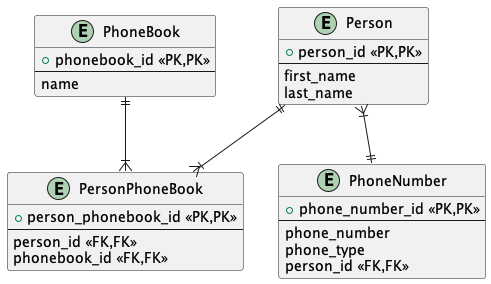 E PhoneBook
phonebook_id «PK,PK»
name
E Person
person_id «PK,PK»
first_name
last_name
E PersonPhoneBook
person_phonebook_id «PK,PK»
person_id «FK,FK»
phonebook_id «FK,FK»
E PhoneNumber
phone_number_id «PK,PK»
phone_number
phone_type
person_id «FK,FK»